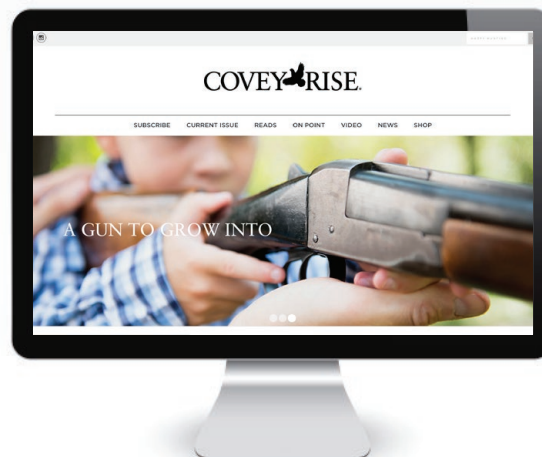 COVEY RISE.
SUBSCRIBE CURRENT ISSUE READS ON POINT VIDEO NEWS SHOP
A GUN TO GROW INTO